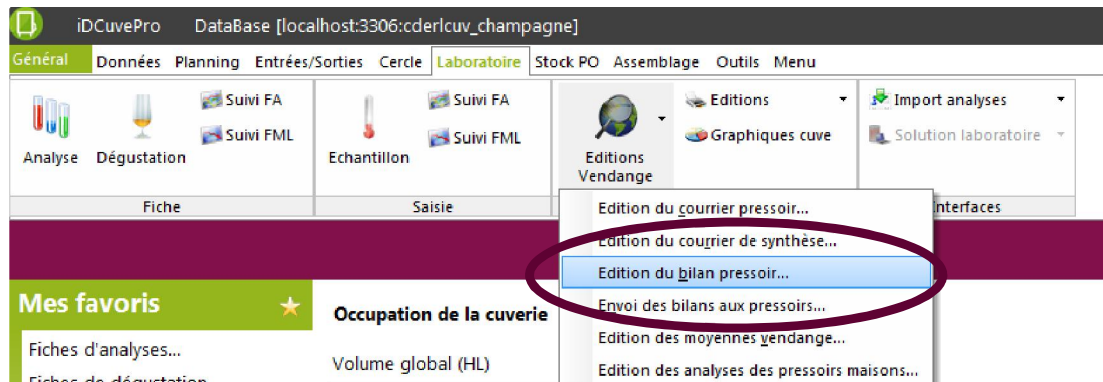 iDCuvePro DataBase [localhost:3306:cderlcuv_champagne]
Général Données Planning Entrées/Sorties Cercle Laboratoire Stock PO Assemblage Outils Menu
Analyse
Dégustation
Suivi FA
Suivi FML
Fiche
Echantillon
Suivi FA
Suivi FML
Saisie
Editions
Vendange
Editions
Graphiques cuve
Import analyses
Solution laboratoire
Interfaces
Edition du courrier pressoir...
Edition du courrier de synthèse...
Edition du bilan pressoir...
Envoi des bilans aux pressoirs...
Edition des moyennes vendange...
Edition des analyses des pressoirs maisons...
Mes favoris
Fiches d'analyses...
Fiches de dégustation
Occupation de la cuverie
Volume global (HL)